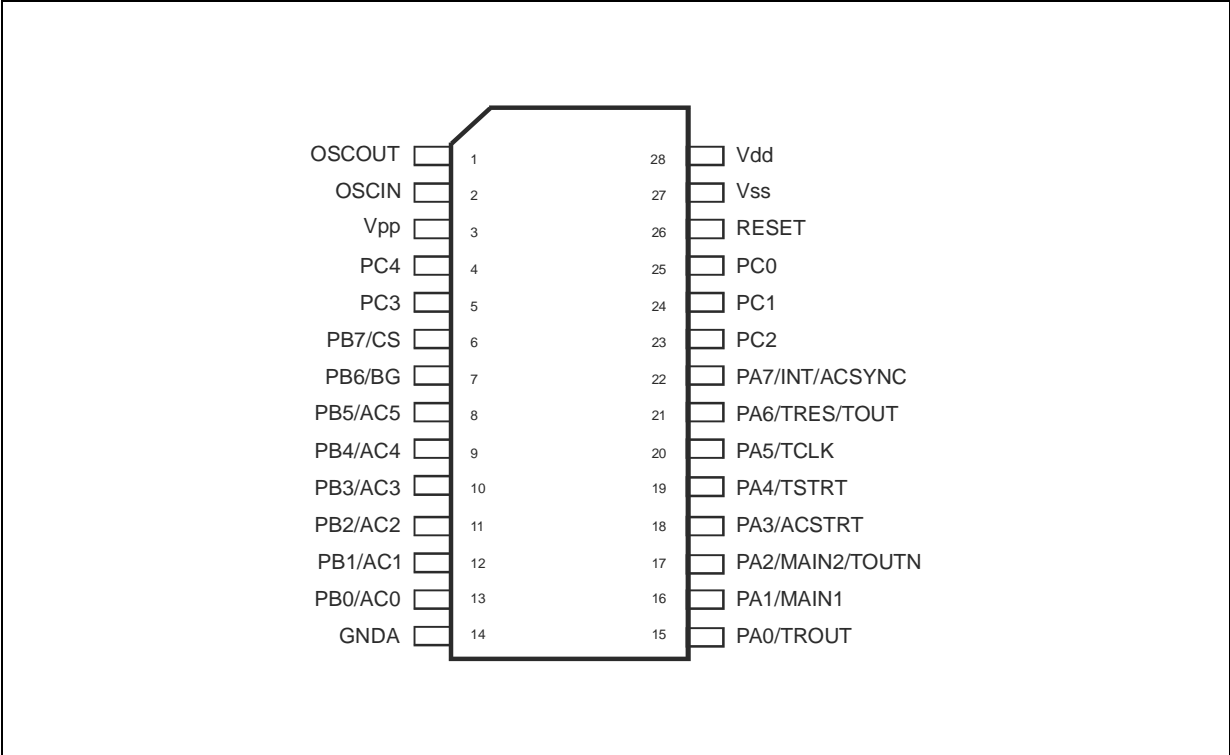 OSCOUT 1 28 Vdd
OSCIN 2 27 Vss
Vpp 3 26 RESET
PC4 4 25 PC0
PC3 5 24 PC1
PB7/CS 6 23 PC2
PB6/BG 7 22 PA7/INT/ACSYNC
PB5/AC5 8 21 PA6/TRES/TOUT
PB4/AC4 9 20 PA5/TCLK
PB3/AC3 10 19 PA4/TSTRT
PB2/AC2 11 18 PA3/ACSTRT
PB1/AC1 12 17 PA2/MAIN2/TOUTN
PB0/AC0 13 16 PA1/MAIN1
GNDA 14 15 PA0/TROUT